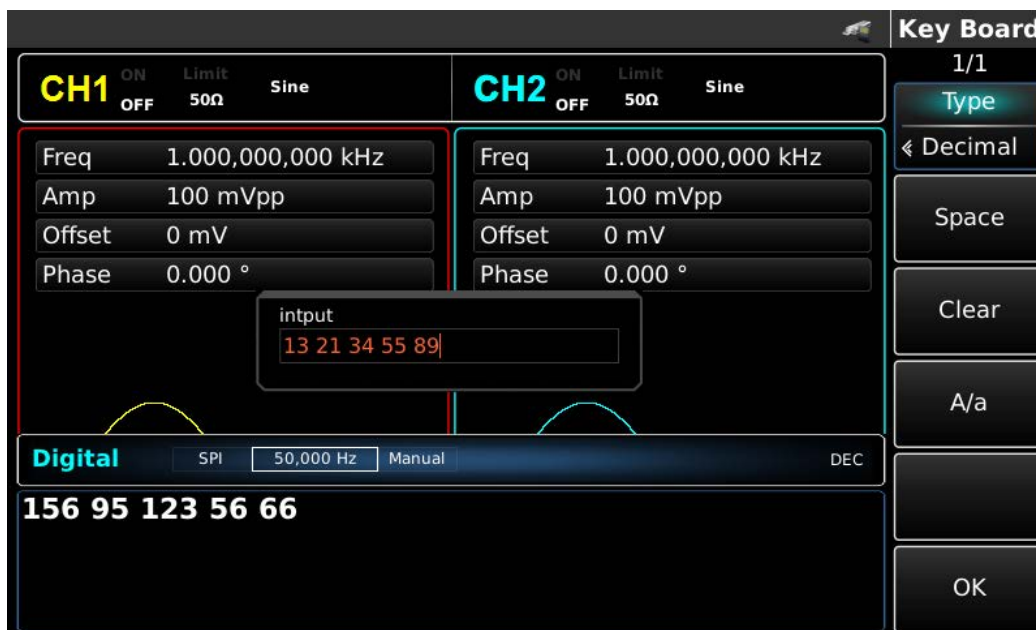 Key Board
1/1
CH1 ON OFF Limit 50Ω Sine
CH2 ON OFF Limit 50Ω Sine
Type
« Decimal
Freq 1.000,000,000 kHz
Freq 1.000,000,000 kHz
Amp 100 mVpp
Amp 100 mVpp
Offset 0 mV
Offset 0 mV
Phase 0.000 °
Phase 0.000 °
Space
Clear
A/a
OK
intput
13 21 34 55 89
Digital SPI 50,000 Hz Manual DEC
156 95 123 56 66